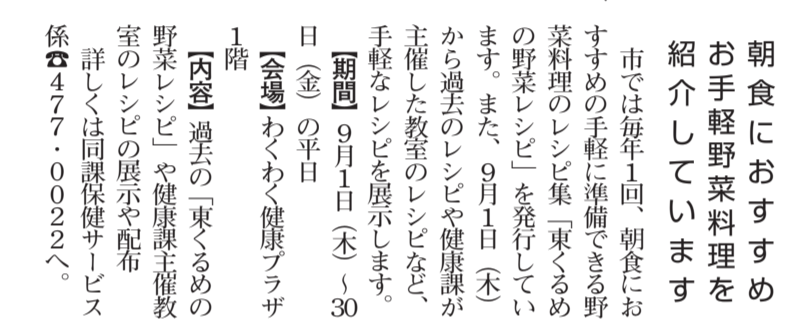 朝食におすすめ
お手軽野菜料理を
紹介しています
市では毎年1回、朝食にお
すすめの手軽に準備できる野
菜料理のレシピ集「東くるめ
の野菜レシピ」を発行してい
ます。また、9月1日（木）
から過去のレシピや健康課が
主催した教室のレシピなど、
手軽なレシピを展示します。
【期間】9月1日（木）～30
日（金）の平日
【会場】わくわく健康プラザ
1階
【内容】過去の「東くるめの
野菜レシピ」や健康課主催教
室のレシピの展示や配布
詳しくは同課保健サービス
係☎477・0022へ。